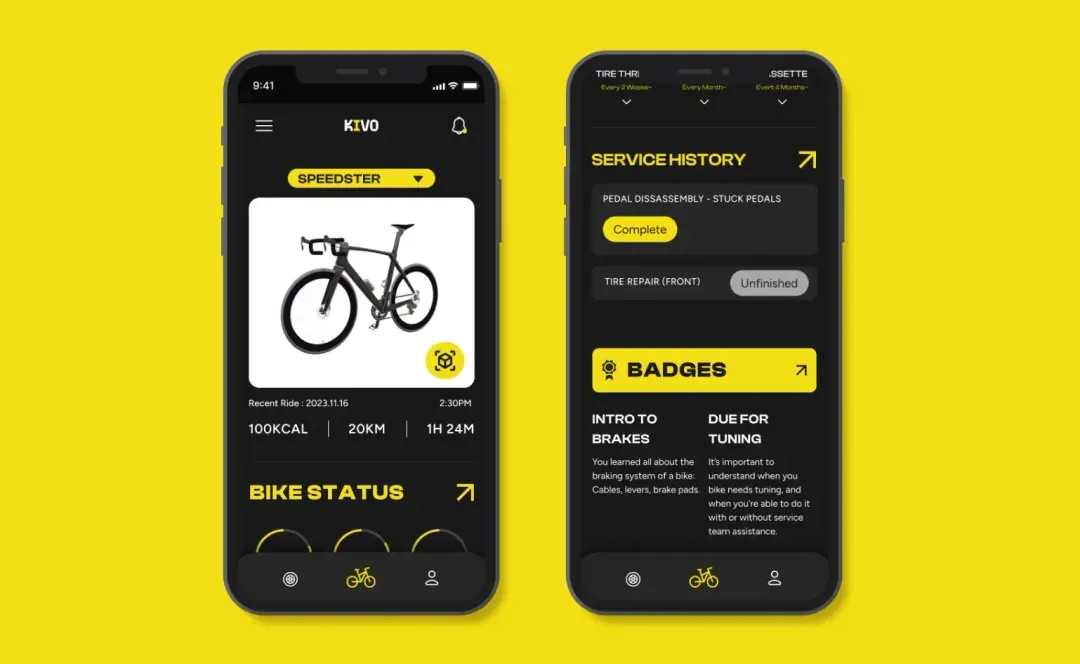 9:41
KIVO
SPEEDSTER
Recent Ride : 2023.11.16 2:30PM
100KCAL 20KM 1H 24M
BIKE STATUS
TIRE THRI .SSETTE
Every 2 Weeks~ Every Month~ Evert 4 Months~
SERVICE HISTORY
PEDAL DISSASSEMBLY - STUCK PEDALS
Complete
TIRE REPAIR (FRONT) Unfinished
BADGES
INTRO TO
BRAKES
You learned all about the
braking system of a bike:
Cables, levers, brake pads.
DUE FOR
TUNING
It's important to
understand when you
bike needs tuning, and
when you're able to do it
with or without service
team assistance.